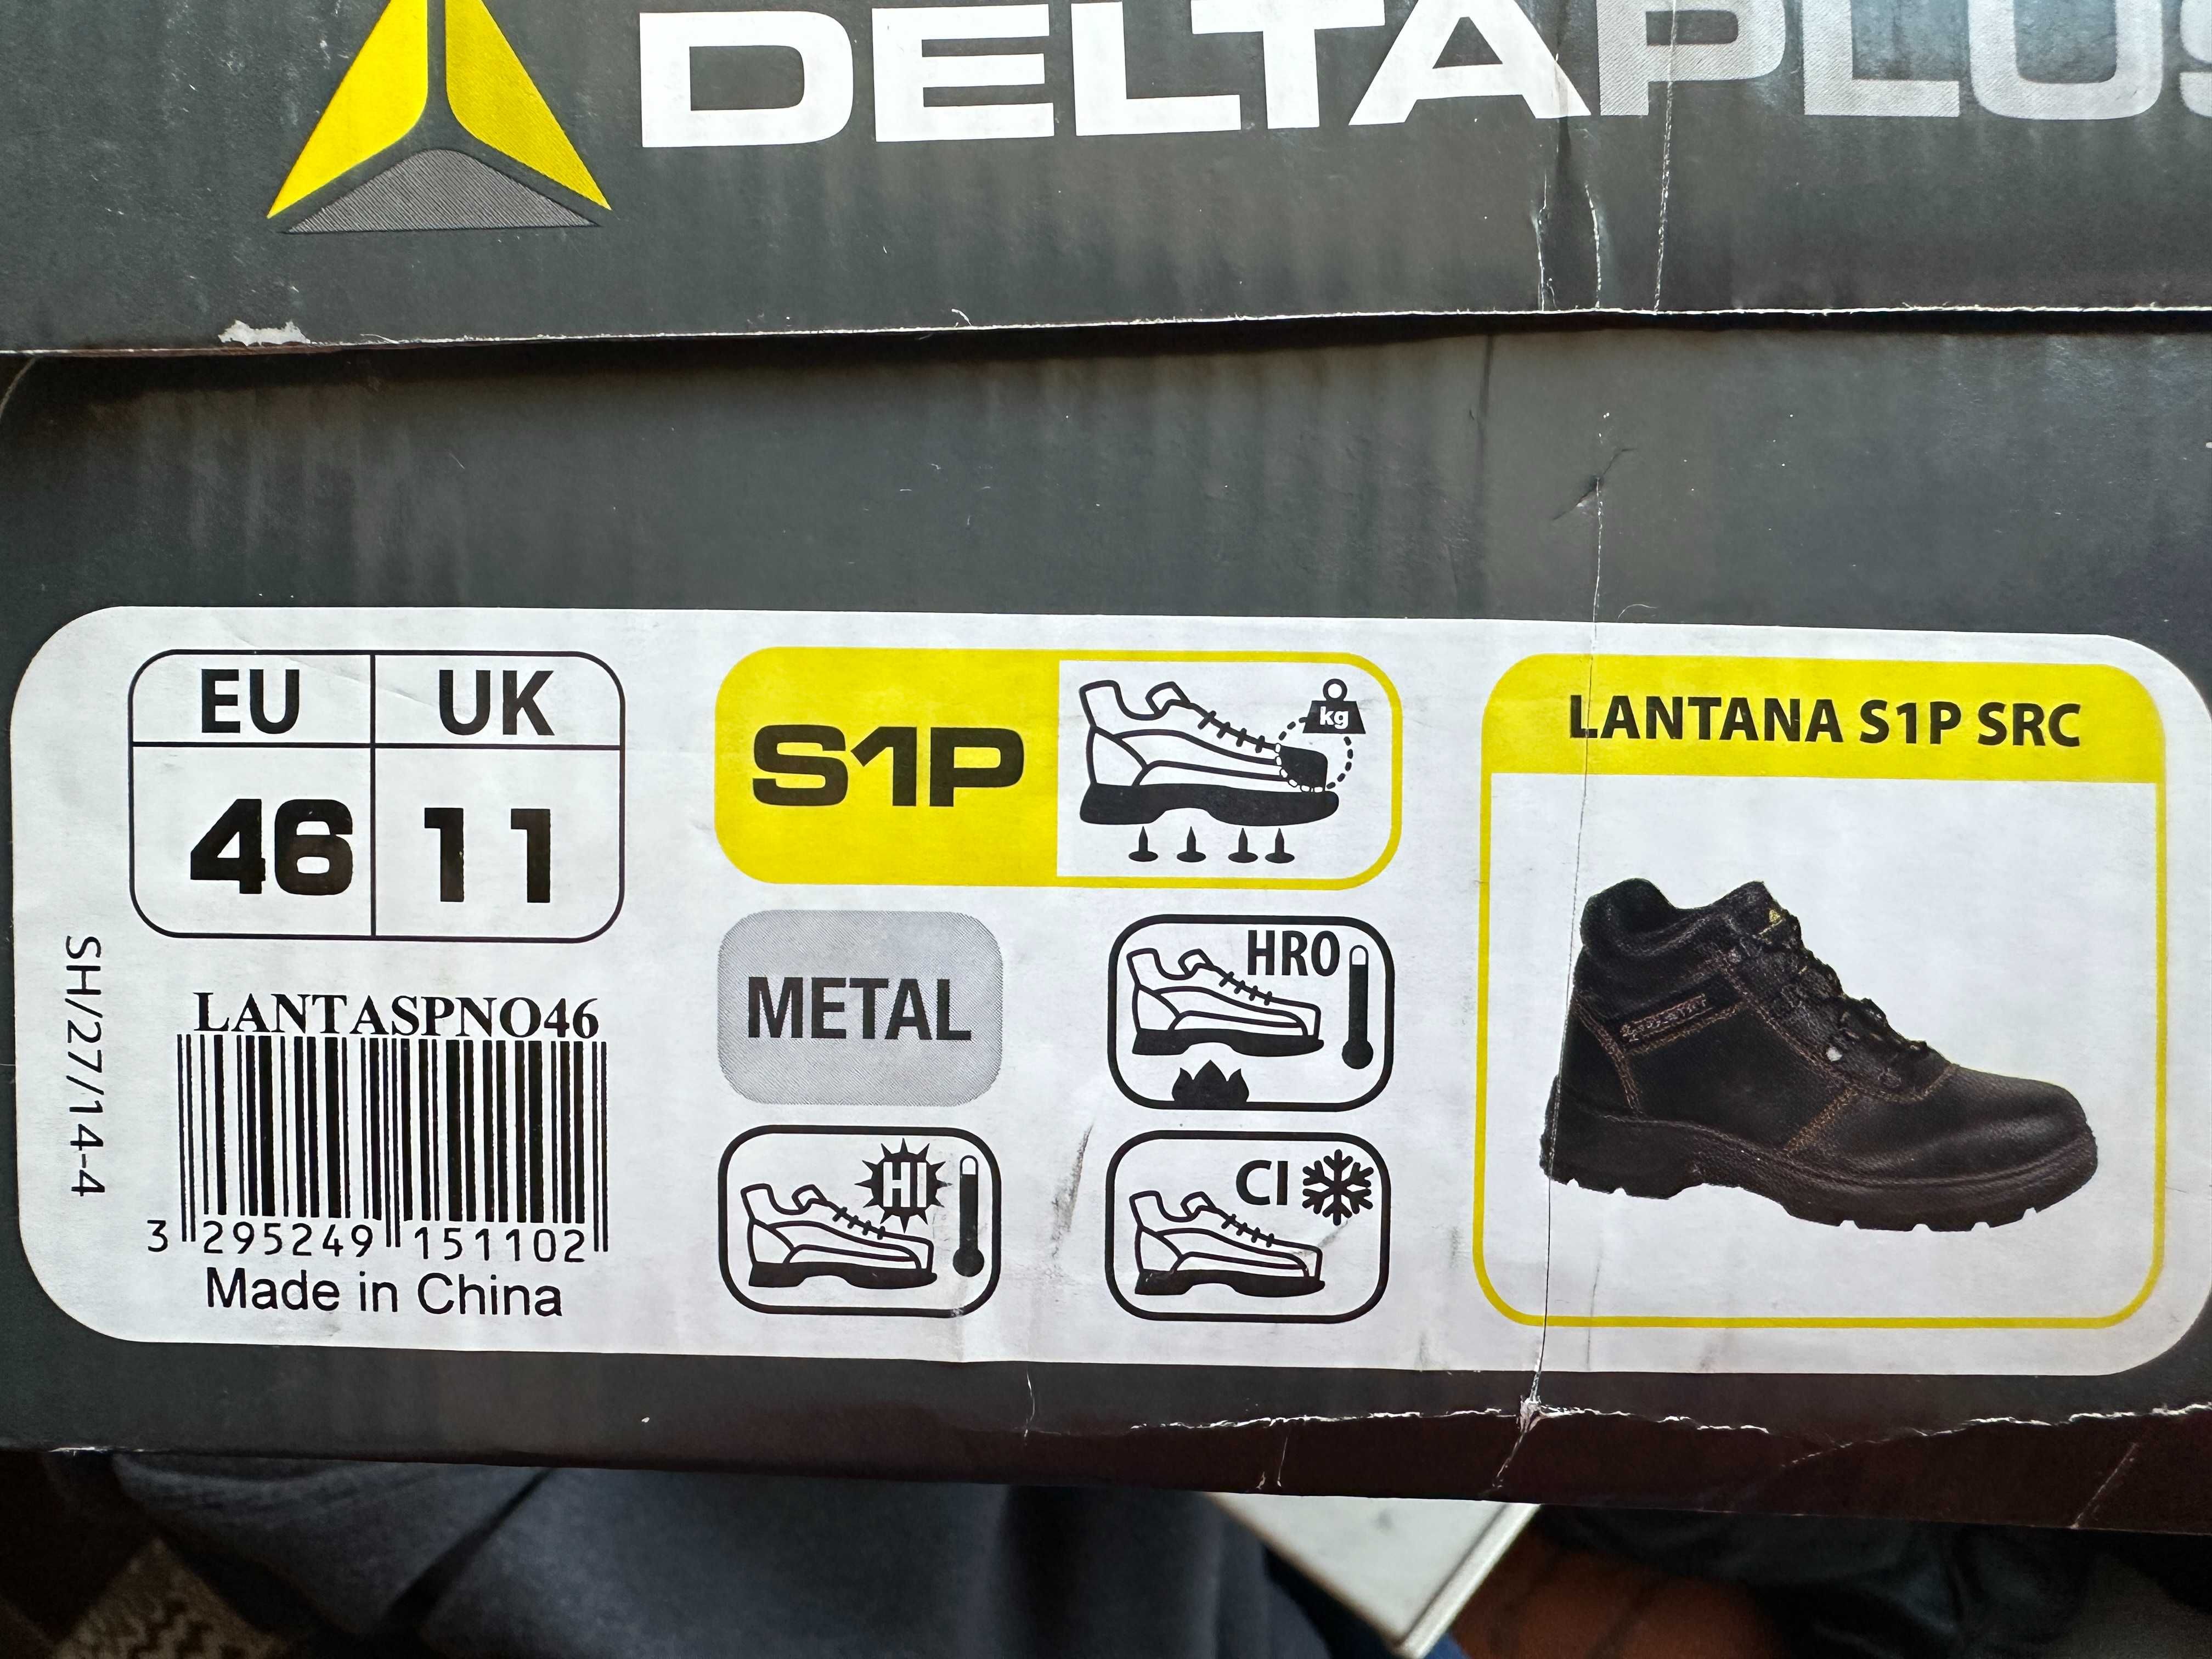 DELTAPLUS
EU UK
46 11
SH/27/14-4
LANTASPNO46
3 295249 151102
Made in China
S1P
kg
METAL
HRO
HI
CI
LANTANA S1P SRC